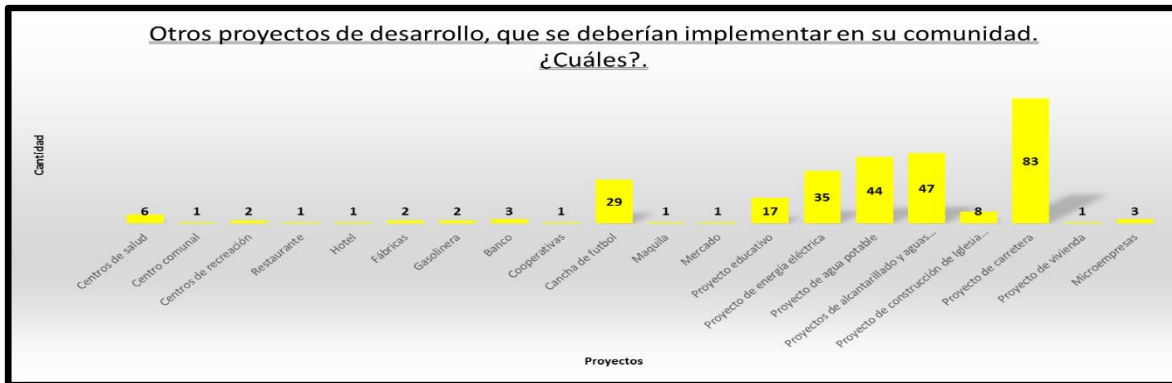 Otros proyectos de desarrollo, que se deberían implementar en su comunidad.
¿Cuáles?.
Cantidad
6
1
2
1
1
2
2
3
1
29
1
1
17
35
44
47
8
83
1
3
Centros de salud
Centro comunal
Centros de recreación
Restaurante
Hotel
Fábricas
Gasolinera
Banco
Cooperativas
Cancha de futbol
Maquila
Mercado
Proyecto educativo
Proyecto de energía eléctrica
Proyecto de agua potable
Proyectos de alcantarillado y aguas...
Proyecto de construcción de Iglesia...
Proyecto de carretera
Proyecto de vivienda
Microempresas
Proyectos